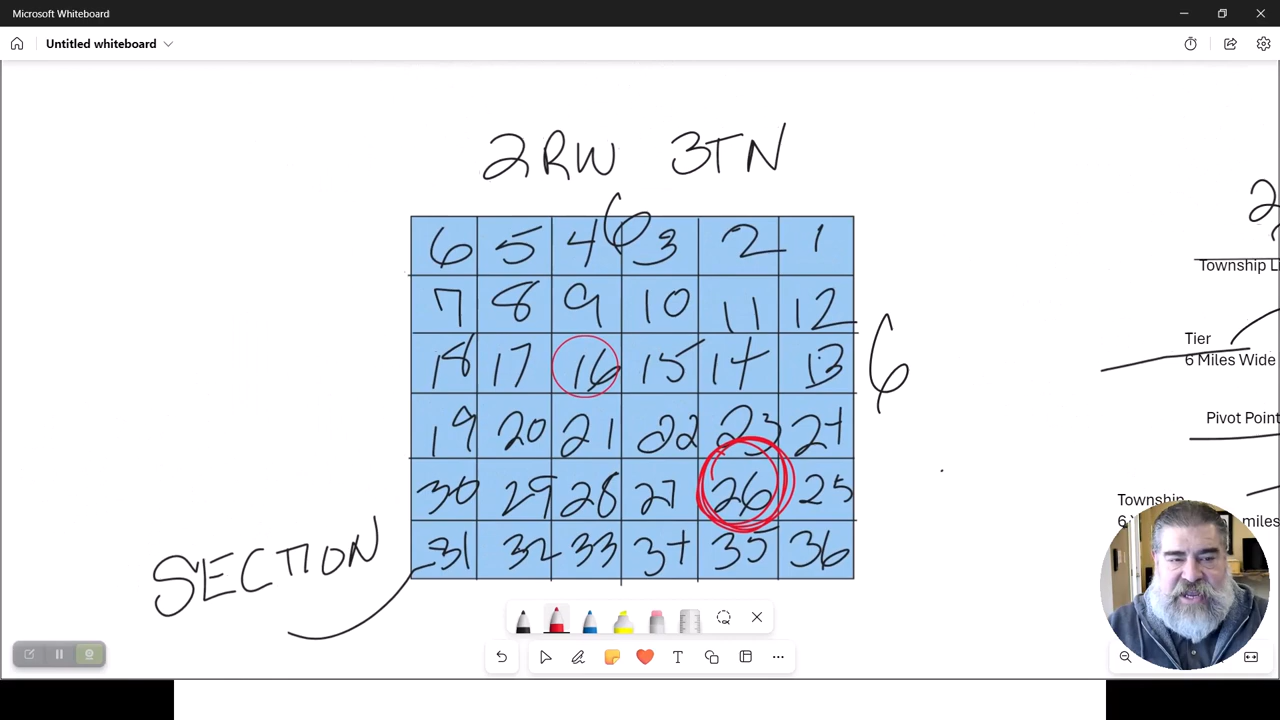 Microsoft Whiteboard
Untitled whiteboard
2RW 3TN
6
6 5 4 3 2 1
7 8 9 10 11 12
18 17 16 15 14 13
6
19 20 21 22 23 24
30 29 28 27 26 25
31 32 33 34 35 36
SECTION
2
Township Li
Tier
6 Miles Wide
Pivot Point
Township
miles